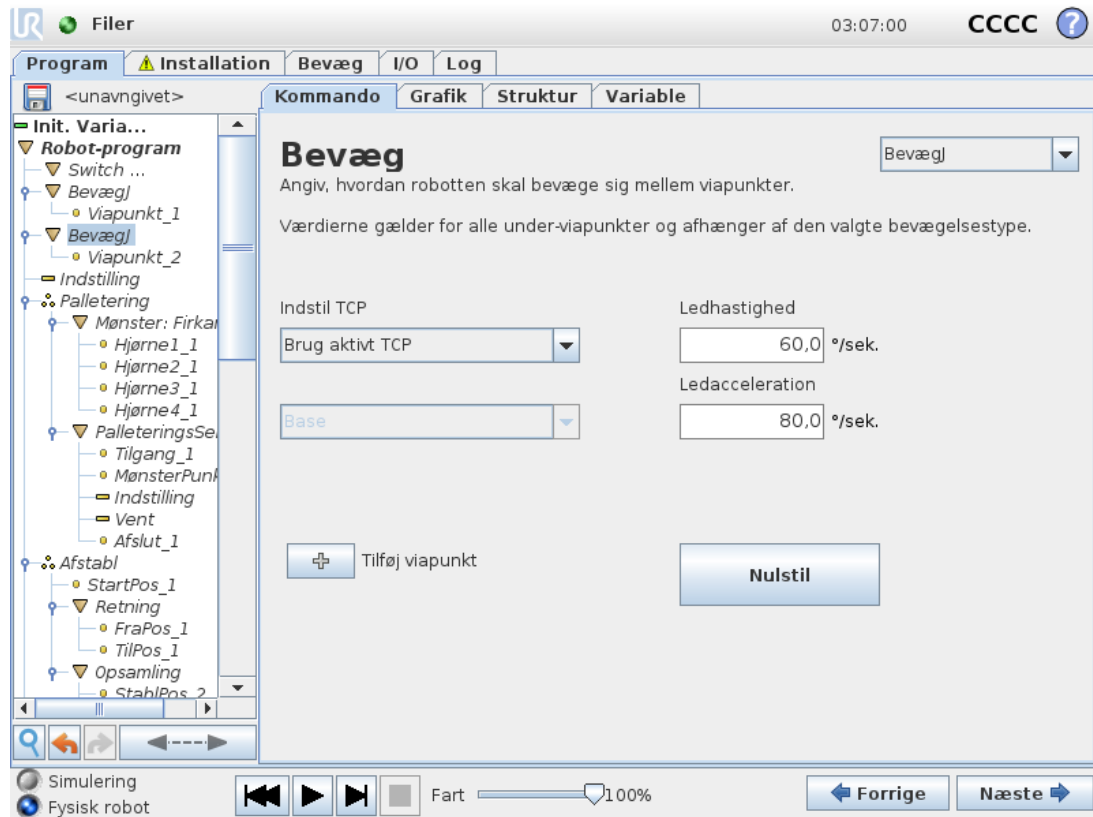 UR Filer 03:07:00 CCCC ?
Program Installation Bevæg I/O Log
<unavngivet>
Kommando Grafik Struktur Variable
Init. Varia...
Robot-program
Switch ...
BevægJ
Viapunkt_1
BevægJ
Viapunkt_2
Indstilling
Palletering
Mønster: Firkan
Hjørne1_1
Hjørne2_1
Hjørne3_1
Hjørne4_1
PalleteringsSe
Tilgang_1
MønsterPunk
Indstilling
Vent
Afslut_1
Afstabl
StartPos_1
Retning
FraPos_1
TilPos_1
Opsamling
StablPos_2
Bevæg
BevægJ
Angiv, hvordan robotten skal bevæge sig mellem viapunkter.
Værdierne gælder for alle under-viapunkter og afhænger af den valgte bevægelsestype.
Indstil TCP
Brug aktivt TCP
Base
Ledhastighed
60,0 °/sek.
Ledacceleration
80,0 °/sek.
Tilføj viapunkt
Nulstil
Simulering
Fysisk robot
Fart 100%
Forrige
Næste